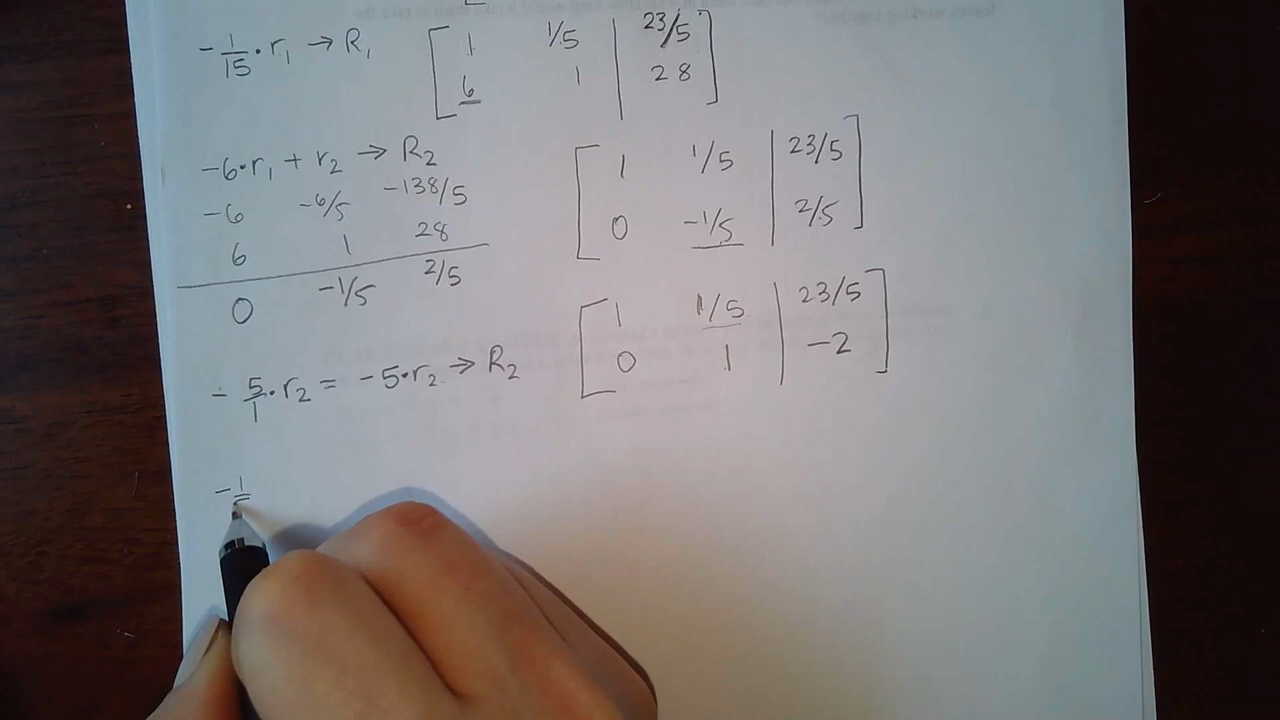 -1/15 · r₁ → R₁ [ 1 1/5 | 23/5 ]
[ 6 1 | 28 ]
-6·r₁ + r₂ → R₂ [ 1 1/5 | 23/5 ]
-6 -6/5 -138/5 [ 0 -1/5 | 2/5 ]
6 1 28
0 -1/5 2/5
[ 1 1/5 | 23/5 ]
- 5/1 · r₂ = -5·r₂ → R₂ [ 0 1 | -2 ]